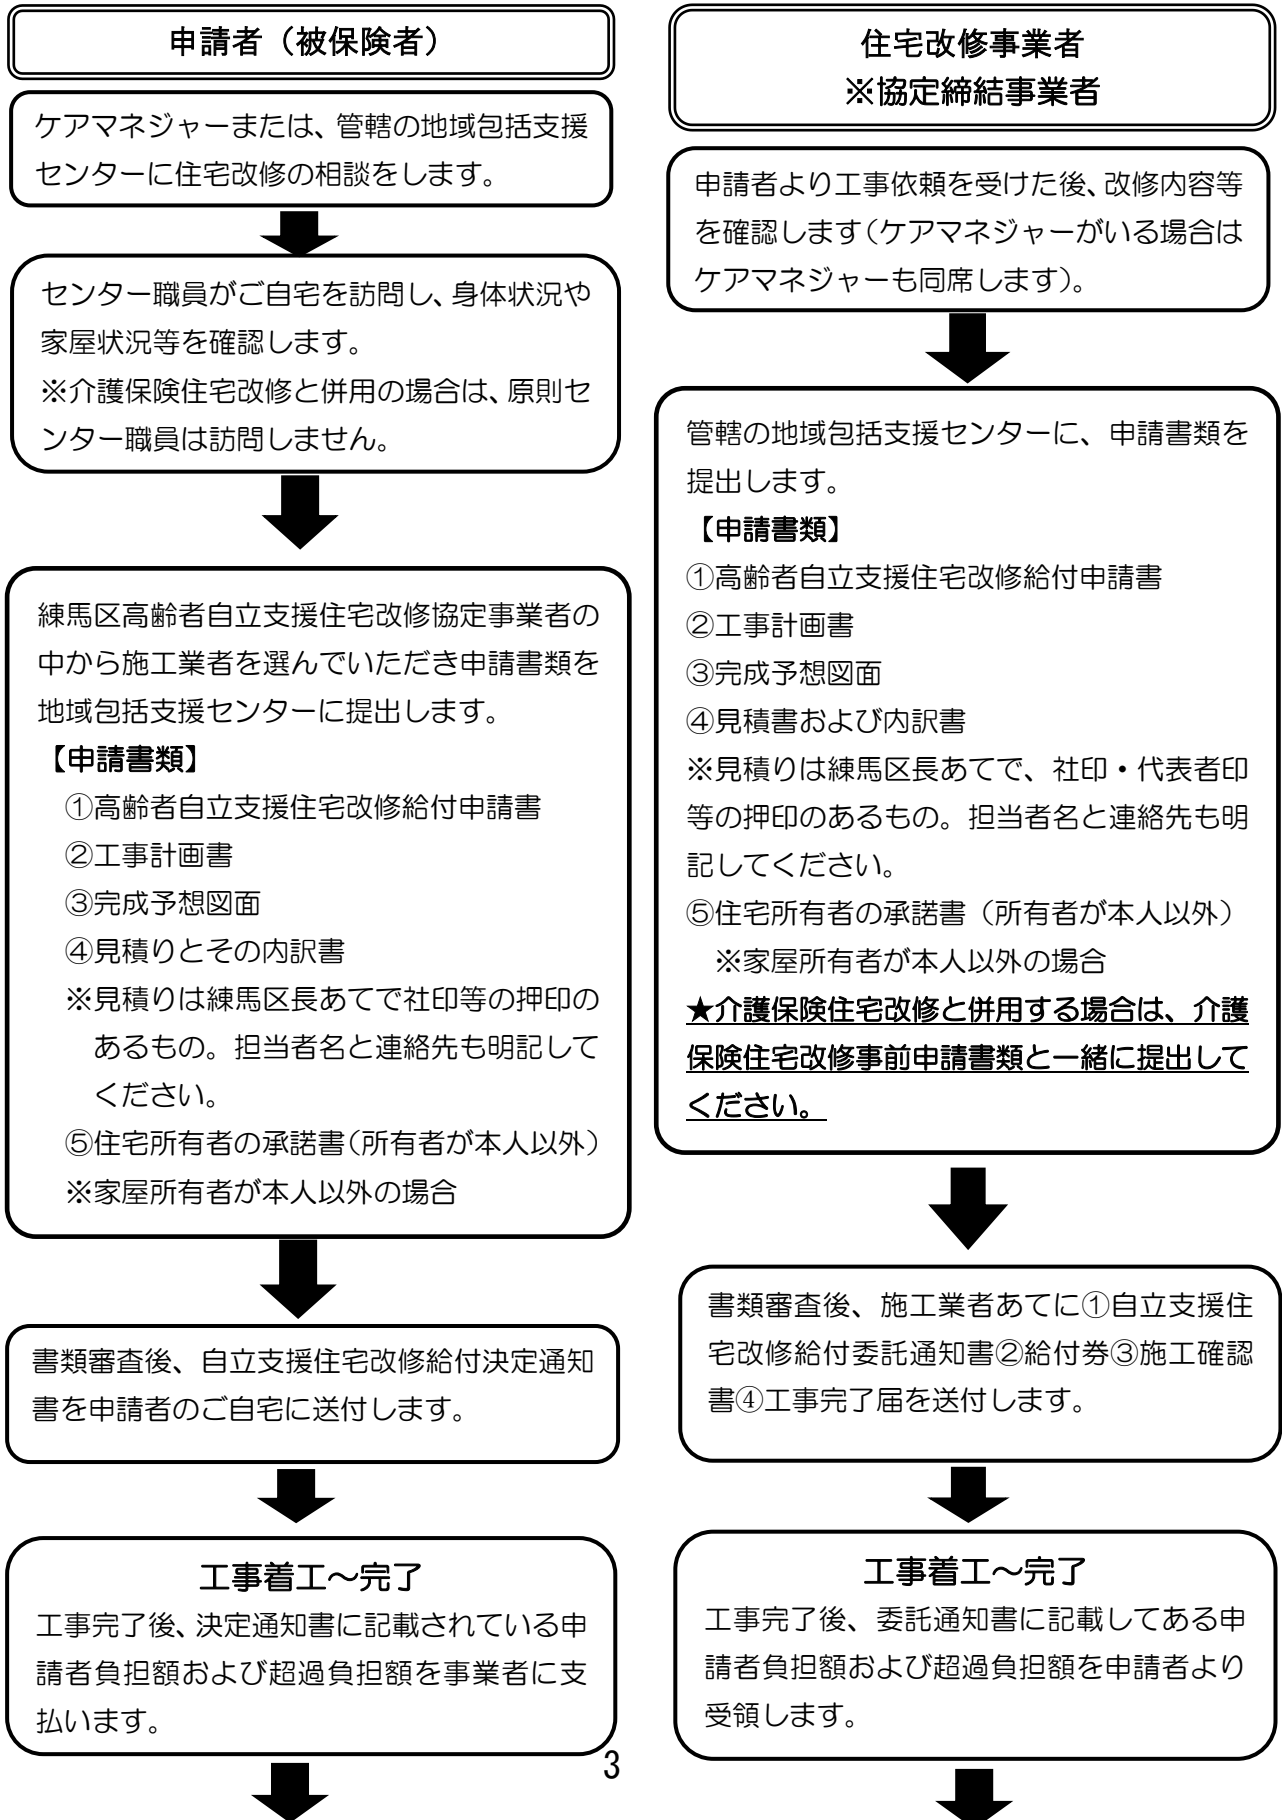 申請者（被保険者）
ケアマネジャーまたは、管轄の地域包括支援
センターに住宅改修の相談をします。
センター職員がご自宅を訪問し、身体状況や
家屋状況等を確認します。
※介護保険住宅改修と併用の場合は、原則セ
ンター職員は訪問しません。
練馬区高齢者自立支援住宅改修協定事業者の
中から施工業者を選んでいただき申請書類を
地域包括支援センターに提出します。
【申請書類】
①高齢者自立支援住宅改修給付申請書
②工事計画書
③完成予想図面
④見積りとその内訳書
※見積りは練馬区長あてで社印等の押印の
あるもの。担当者名と連絡先も明記して
ください。
⑤住宅所有者の承諾書（所有者が本人以外）
※家屋所有者が本人以外の場合
書類審査後、自立支援住宅改修給付決定通知
書を申請者のご自宅に送付します。
工事着工～完了
工事完了後、決定通知書に記載されている申
請者負担額および超過負担額を事業者に支
払います。
住宅改修事業者
※協定締結事業者
申請者より工事依頼を受けた後、改修内容等
を確認します（ケアマネジャーがいる場合は
ケアマネジャーも同席します）。
管轄の地域包括支援センターに、申請書類を
提出します。
【申請書類】
①高齢者自立支援住宅改修給付申請書
②工事計画書
③完成予想図面
④見積書および内訳書
※見積りは練馬区長あてで、社印・代表者印
等の押印のあるもの。担当者名と連絡先も明
記してください。
⑤住宅所有者の承諾書（所有者が本人以外）
※家屋所有者が本人以外の場合
★介護保険住宅改修と併用する場合は、介護
保険住宅改修事前申請書類と一緒に提出して
ください。
書類審査後、施工業者あてに①自立支援住
宅改修給付委託通知書②給付券③施工確認
書④工事完了届を送付します。
工事着工～完了
工事完了後、委託通知書に記載してある申
請者負担額および超過負担額を申請者より
受領します。
3